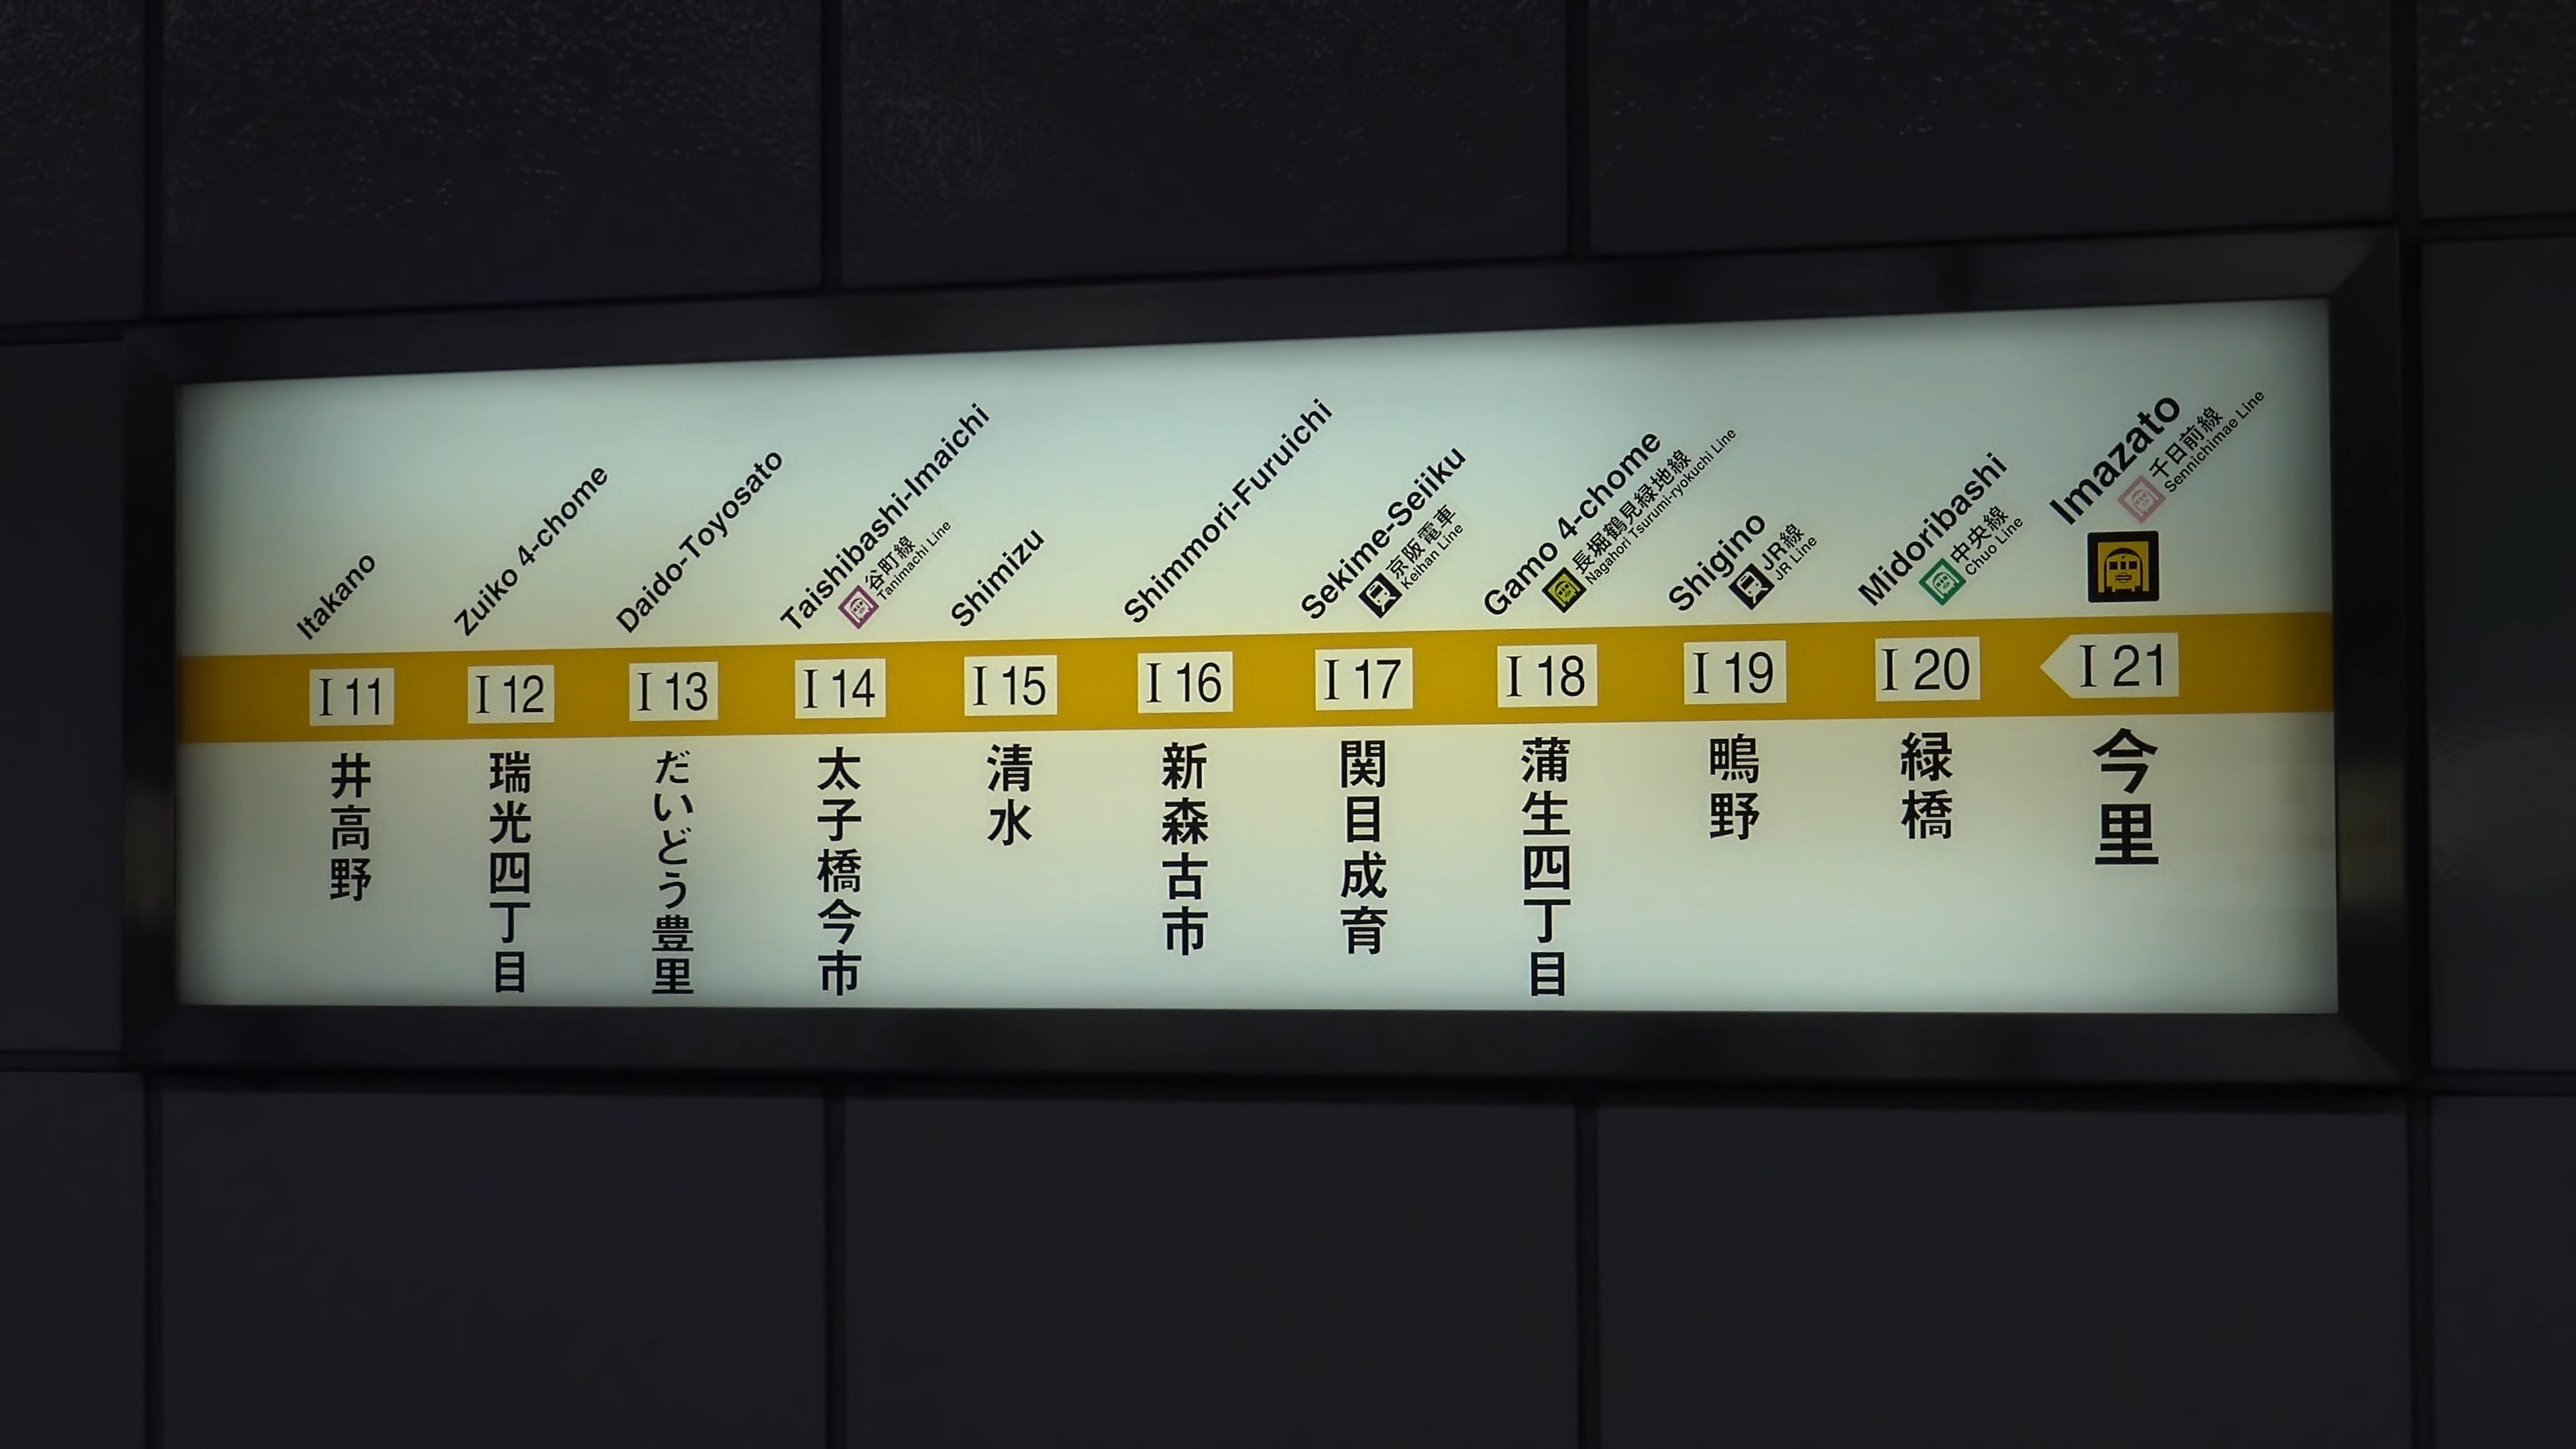 Itakano
I 11
井高野
Zuiko 4-chome
I 12
瑞光四丁目
Daido-Toyosato
I 13
だいどう豊里
Taishibashi-Imaichi
谷町線
Tanimachi Line
I 14
太子橋今市
Shimizu
I 15
清水
Shimmori-Furuichi
I 16
新森古市
Sekime-Seiiku
京阪電車
Keihan Line
I 17
関目成育
Gamo 4-chome
長堀鶴見緑地線
Nagahori Tsurumi-ryokuchi Line
I 18
蒲生四丁目
Shigino
JR線
JR Line
I 19
鴫野
Midoribashi
中央線
Chuo Line
I 20
緑橋
Imazato
千日前線
Sennichimae Line
I 21
今里